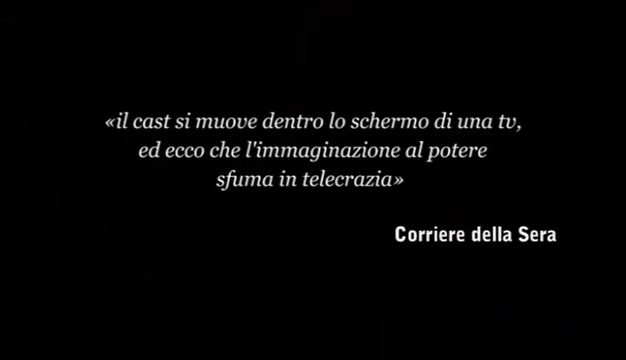 «il cast si muove dentro lo schermo di una tv,
ed ecco che l'immaginazione al potere
sfuma in telecrazia»
Corriere della Sera